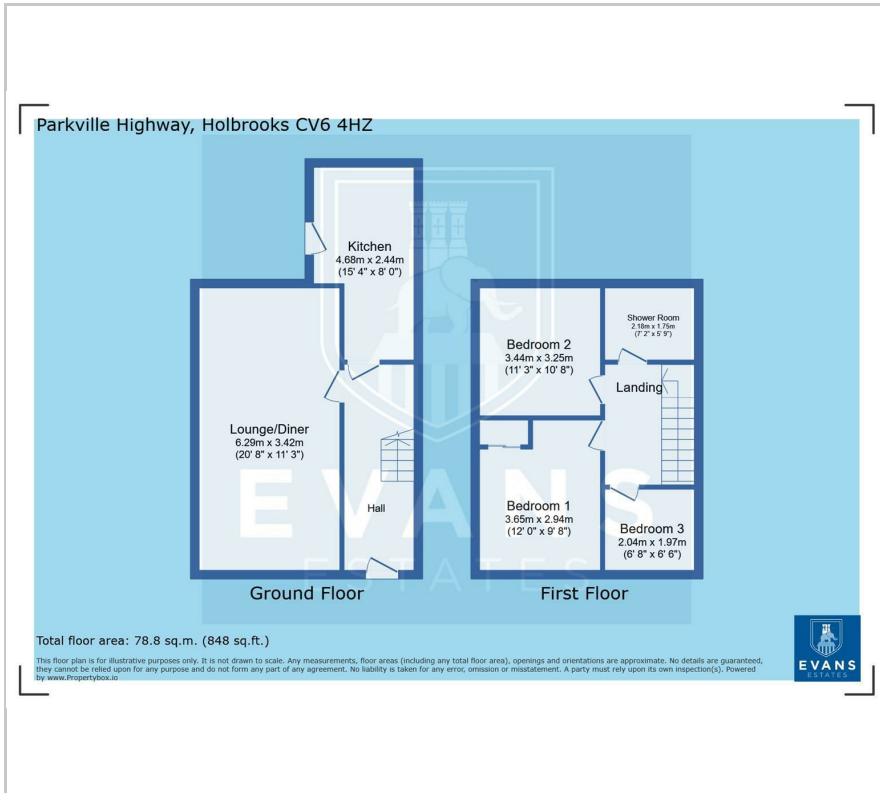 Parkville Highway, Holbrooks CV6 4HZ
Kitchen
4.68m x 2.44m
(15' 4" x 8' 0")
Lounge/Diner
6.29m x 3.42m
(20' 8" x 11' 3")
Hall
Ground Floor
Bedroom 2
3.44m x 3.25m
(11' 3" x 10' 8")
Shower Room
2.18m x 1.75m
(7' 2" x 5' 9")
Landing
Bedroom 1
3.65m x 2.94m
(12' 0" x 9' 8")
Bedroom 3
2.04m x 1.97m
(6' 8" x 6' 6")
First Floor
EVANS
ESTATES
Total floor area: 78.8 sq.m. (848 sq.ft.)
This floor plan is for illustrative purposes only. It is not drawn to scale. Any measurements, floor areas (including any total floor area), openings and orientations are approximate. No details are guaranteed,
they cannot be relied upon for any purpose and do not form any part of any agreement. No liability is taken for any error, omission or misstatement. A party must rely upon its own inspection(s). Powered
by www.Propertybox.io
EVANS
ESTATES